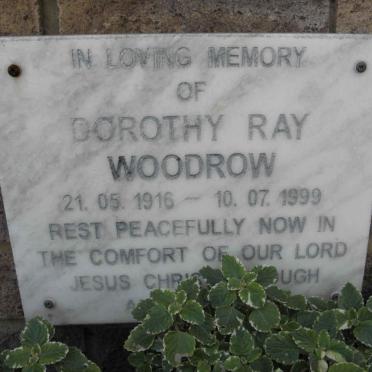 IN LOVING MEMORY
OF
DOROTHY RAY
WOODROW
21. 05. 1916 ~ 10. 07. 1999
REST PEACEFULLY NOW IN
THE COMFORT OF OUR LORD
JESUS